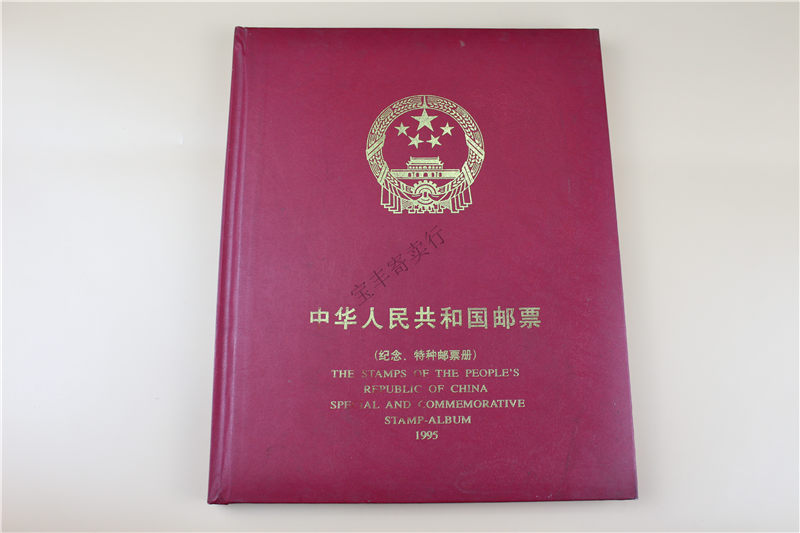 宝丰寄卖行
中华人民共和国邮票
(纪念、特种邮票册)
THE STAMPS OF THE PEOPLE'S
REPUBLIC OF CHINA
SPECIAL AND COMMEMORATIVE
STAMP-ALBUM
1995